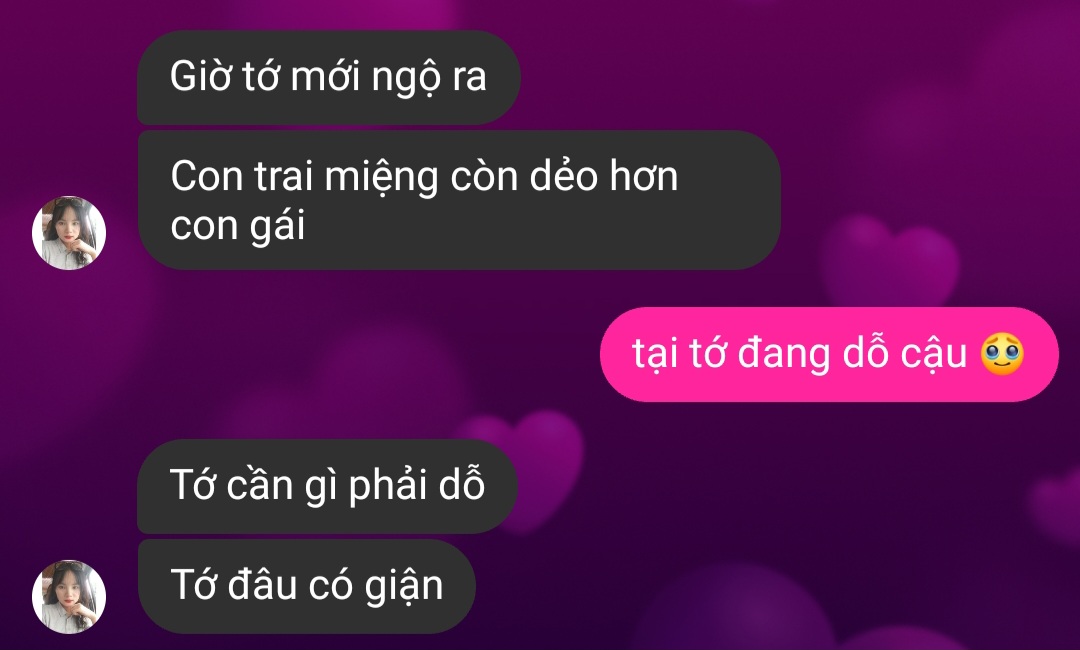 Giờ tớ mới ngộ ra
Con trai miệng còn dẻo hơn
con gái
tại tớ đang dỗ cậu 🥹
Tớ cần gì phải dỗ
Tớ đâu có giận